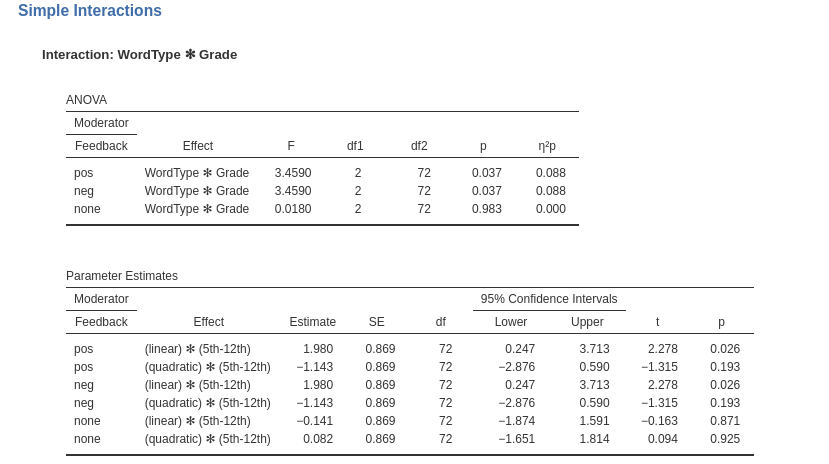 Simple Interactions
Interaction: WordType ✻ Grade
ANOVA
Moderator
Feedback Effect F df1 df2 p η²p
pos WordType ✻ Grade 3.4590 2 72 0.037 0.088
neg WordType ✻ Grade 3.4590 2 72 0.037 0.088
none WordType ✻ Grade 0.0180 2 72 0.983 0.000
Parameter Estimates
Moderator 95% Confidence Intervals
Feedback Effect Estimate SE df Lower Upper t p
pos (linear) ✻ (5th-12th) 1.980 0.869 72 0.247 3.713 2.278 0.026
pos (quadratic) ✻ (5th-12th) −1.143 0.869 72 −2.876 0.590 −1.315 0.193
neg (linear) ✻ (5th-12th) 1.980 0.869 72 0.247 3.713 2.278 0.026
neg (quadratic) ✻ (5th-12th) −1.143 0.869 72 −2.876 0.590 −1.315 0.193
none (linear) ✻ (5th-12th) −0.141 0.869 72 −1.874 1.591 −0.163 0.871
none (quadratic) ✻ (5th-12th) 0.082 0.869 72 −1.651 1.814 0.094 0.925